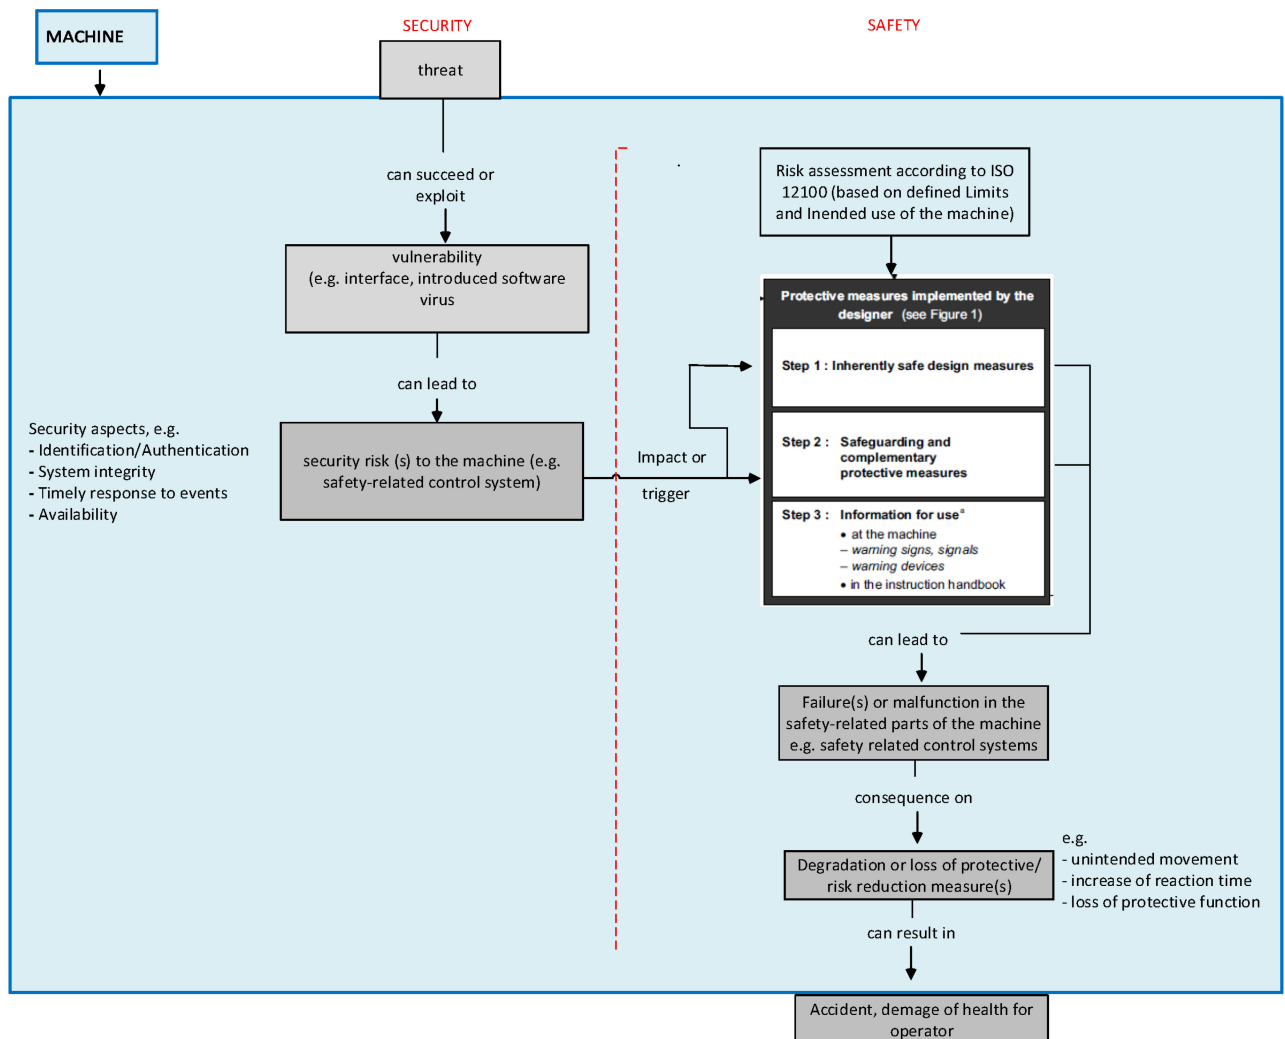 MACHINE
SECURITY
SAFETY
threat
can succeed or
exploit
vulnerability
(e.g. interface, introduced software
virus
can lead to
Security aspects, e.g.
- Identification/Authentication
- System integrity
- Timely response to events
- Availability
security risk (s) to the machine (e.g.
safety-related control system)
Impact or
trigger
Risk assessment according to ISO
12100 (based on defined Limits
and Inended use of the machine)
Protective measures implemented by the
designer (see Figure 1)
Step 1 : Inherently safe design measures
Step 2 : Safeguarding and
complementary
protective measures
Step 3 : Information for use a
• at the machine
– warning signs, signals
– warning devices
• in the instruction handbook
can lead to
Failure(s) or malfunction in the
safety-related parts of the machine
e.g. safety related control systems
consequence on
Degradation or loss of protective/
risk reduction measure(s)
e.g.
- unintended movement
- increase of reaction time
- loss of protective function
can result in
Accident, demage of health for
operator